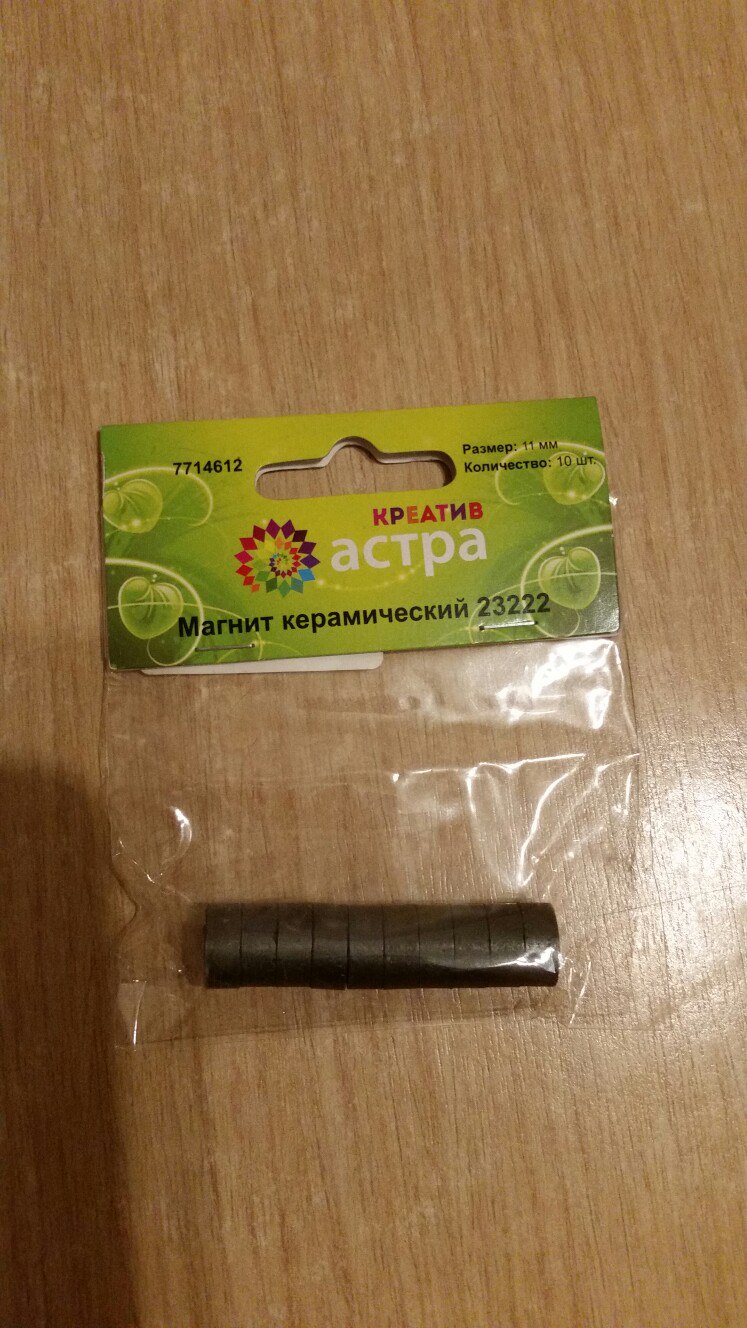 7714612
Размер: 11 мм
Количество: 10 шт.
КРЕАТИВ
астра
Магнит керамический 23222